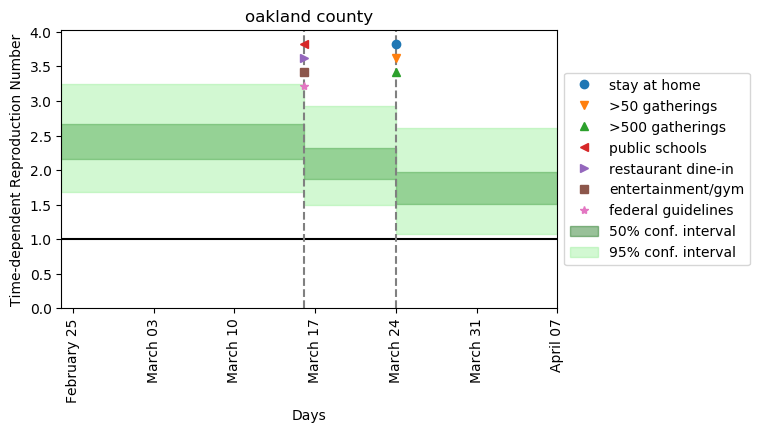 oakland county
Time-dependent Reproduction Number
4.0
3.5
3.0
2.5
2.0
1.5
1.0
0.5
0.0
February 25
March 03
March 10
March 17
March 24
March 31
April 07
Days
stay at home
>50 gatherings
>500 gatherings
public schools
restaurant dine-in
entertainment/gym
federal guidelines
50% conf. interval
95% conf. interval